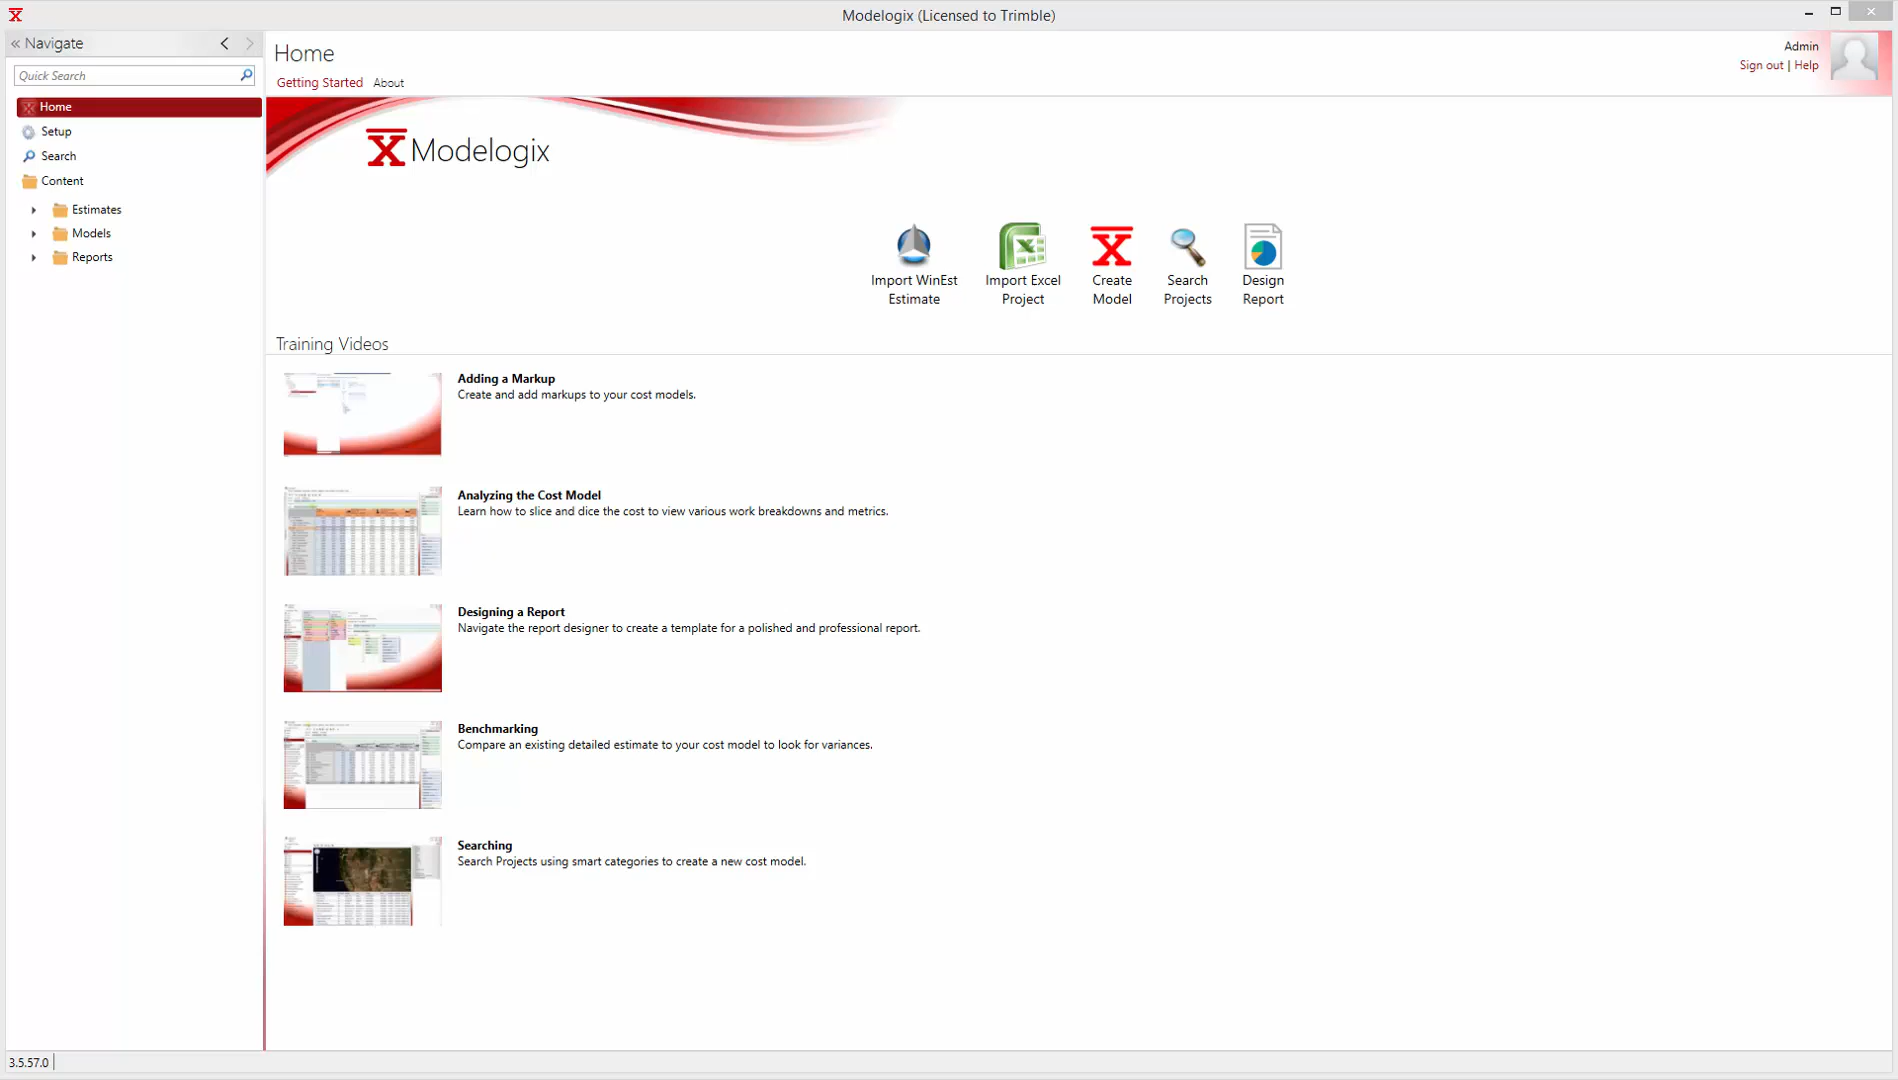 Modelogix (Licensed to Trimble)
« Navigate
Quick Search
Home
Setup
Search
Content
Estimates
Models
Reports
Home
Getting Started About
Admin
Sign out | Help
Modelogix
Import WinEst
Estimate
Import Excel
Project
Create
Model
Search
Projects
Design
Report
Training Videos
Adding a Markup
Create and add markups to your cost models.
Analyzing the Cost Model
Learn how to slice and dice the cost to view various work breakdowns and metrics.
Designing a Report
Navigate the report designer to create a template for a polished and professional report.
Benchmarking
Compare an existing detailed estimate to your cost model to look for variances.
Searching
Search Projects using smart categories to create a new cost model.
3.5.57.0